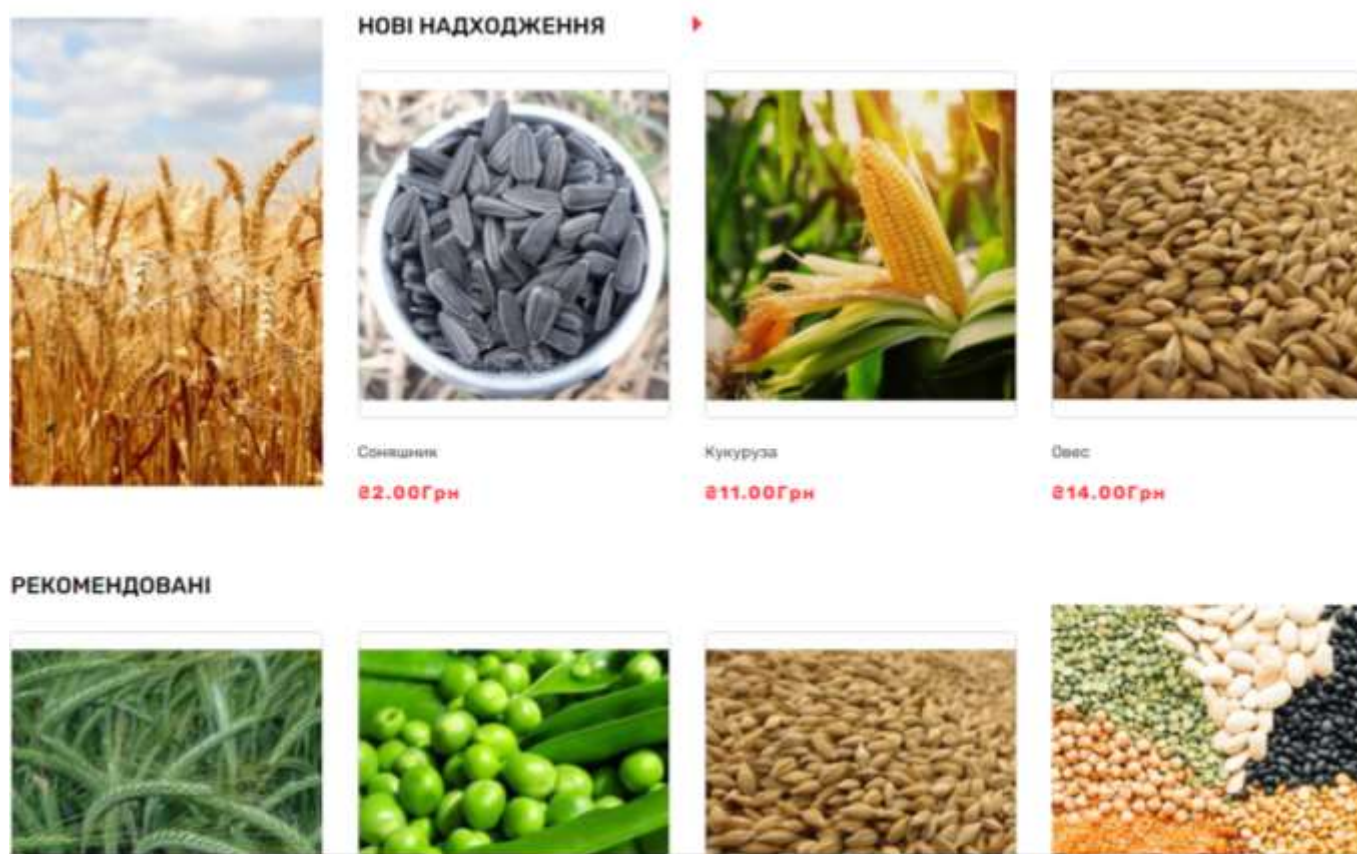 НОВІ НАДХОДЖЕННЯ
Соняшник
₴2.00Грн
Кукуруза
₴11.00Грн
Овес
₴14.00Грн
РЕКОМЕНДОВАНІ